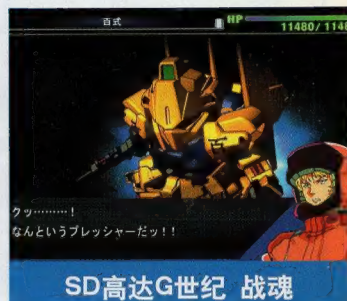 百式
HP
11480/1148
クッ………！
なんというプレッシャーだッ！！
百
SD高达G世纪 战魂